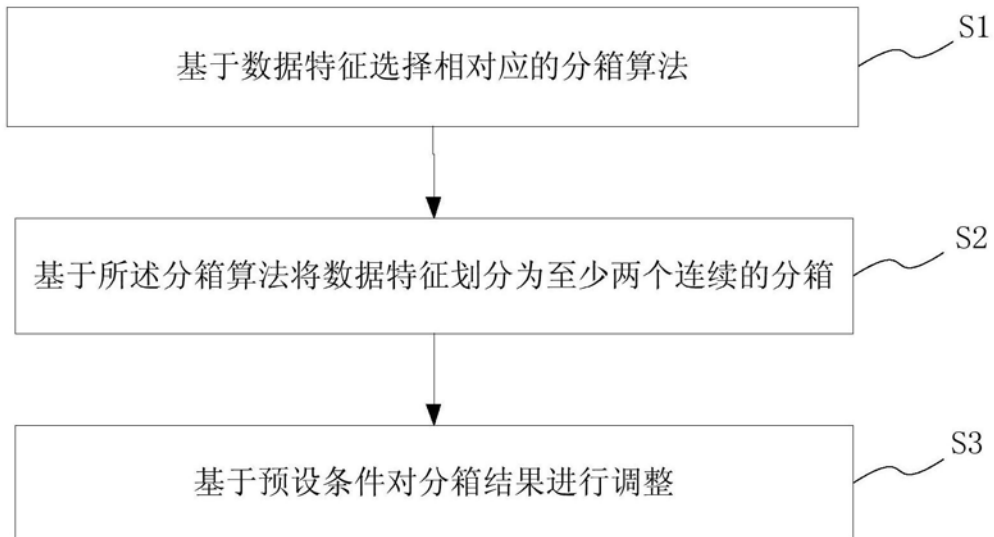 S1
基于数据特征选择相对应的分箱算法
S2
基于所述分箱算法将数据特征划分为至少两个连续的分箱
S3
基于预设条件对分箱结果进行调整